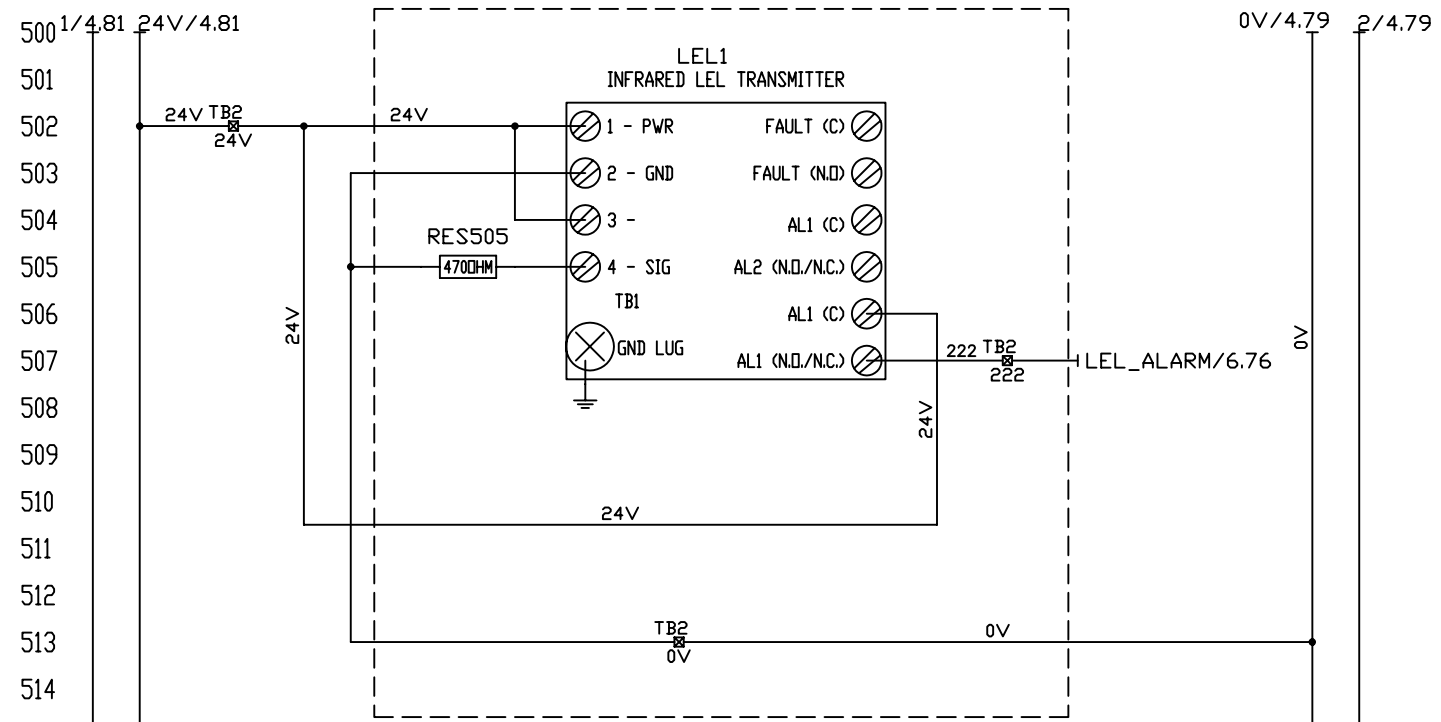 500 1/4.81 24V/4.81 0V/4.79 2/4.79
LEL1
501 INFRARED LEL TRANSMITTER
24V TB2 24V
502 1 - PWR FAULT (C)
24V
503 2 - GND FAULT (N.O)
504 3 - AL1 (C)
RES505
505 470OHM 4 - SIG AL2 (N.O./N.C.)
TB1
506 24V AL1 (C) 0V
GND LUG 222 TB2
507 AL1 (N.O./N.C.) LEL_ALARM/6.76
222
508 24V
509
510 24V
511
512
TB2 0V
513
0V
514